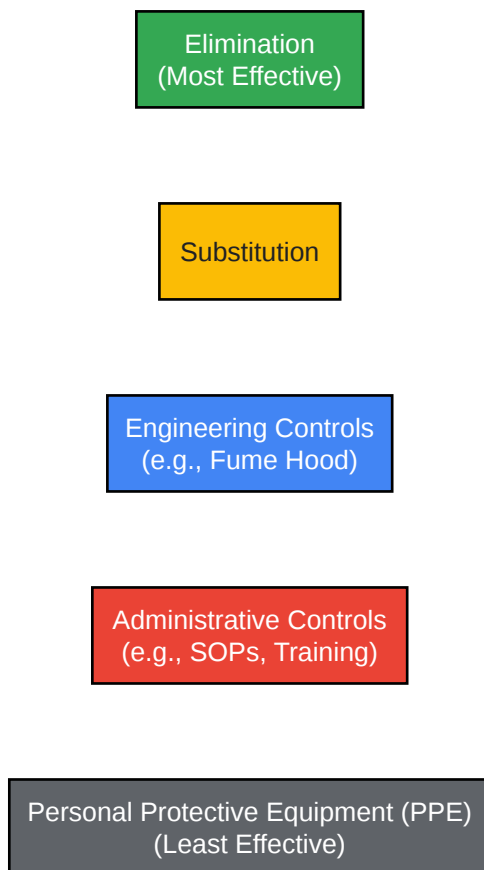 Elimination
(Most Effective)
Substitution
Engineering Controls
(e.g., Fume Hood)
Administrative Controls
(e.g., SOPs, Training)
Personal Protective Equipment (PPE)
(Least Effective)